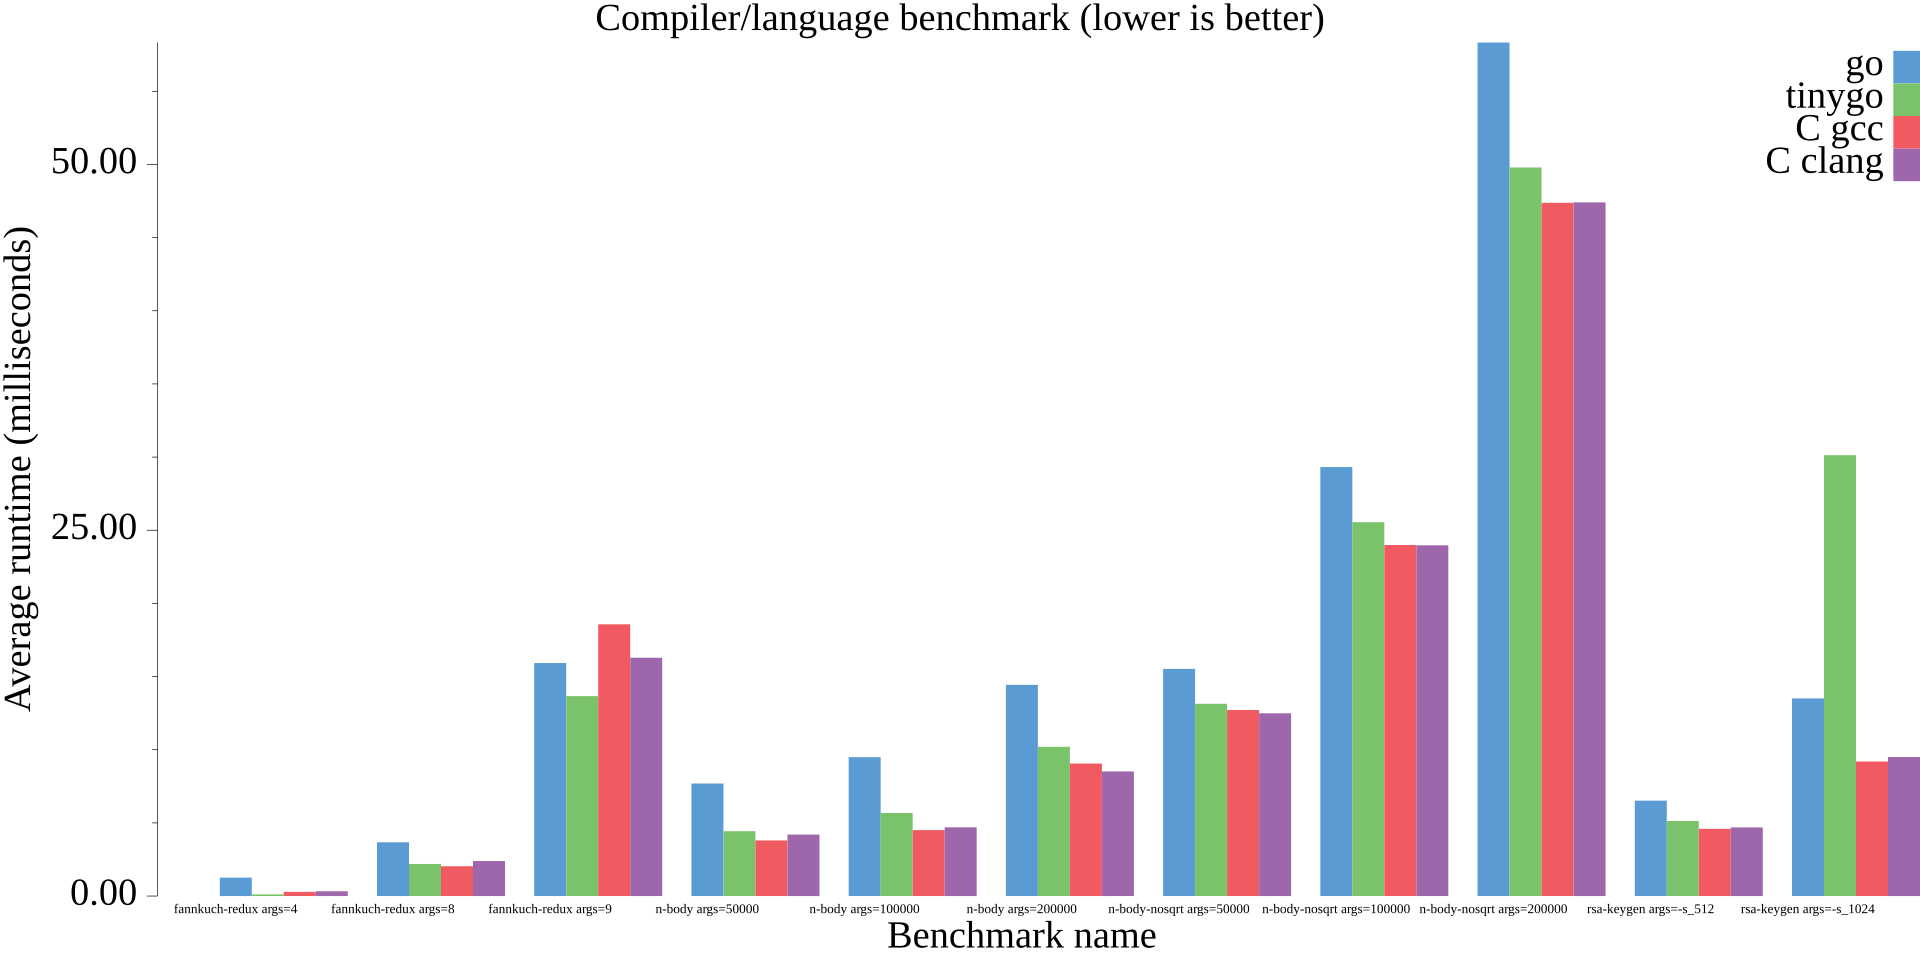 Compiler/language benchmark (lower is better)
go
tinygo
C gcc
C clang
50.00
25.00
0.00
Average runtime (milliseconds)
fannkuch-redux args=4
fannkuch-redux args=8
fannkuch-redux args=9
n-body args=50000
n-body args=100000
n-body args=200000
n-body-nosqrt args=50000
n-body-nosqrt args=100000
n-body-nosqrt args=200000
rsa-keygen args=-s_512
rsa-keygen args=-s_1024
Benchmark name